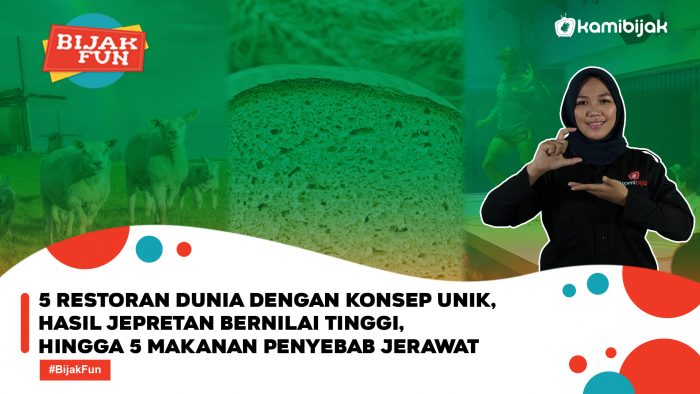 BIJAK
FUN
kamibijak
kamibijak
5 RESTORAN DUNIA DENGAN KONSEP UNIK,
HASIL JEPRETAN BERNILAI TINGGI,
HINGGA 5 MAKANAN PENYEBAB JERAWAT
#BijakFun